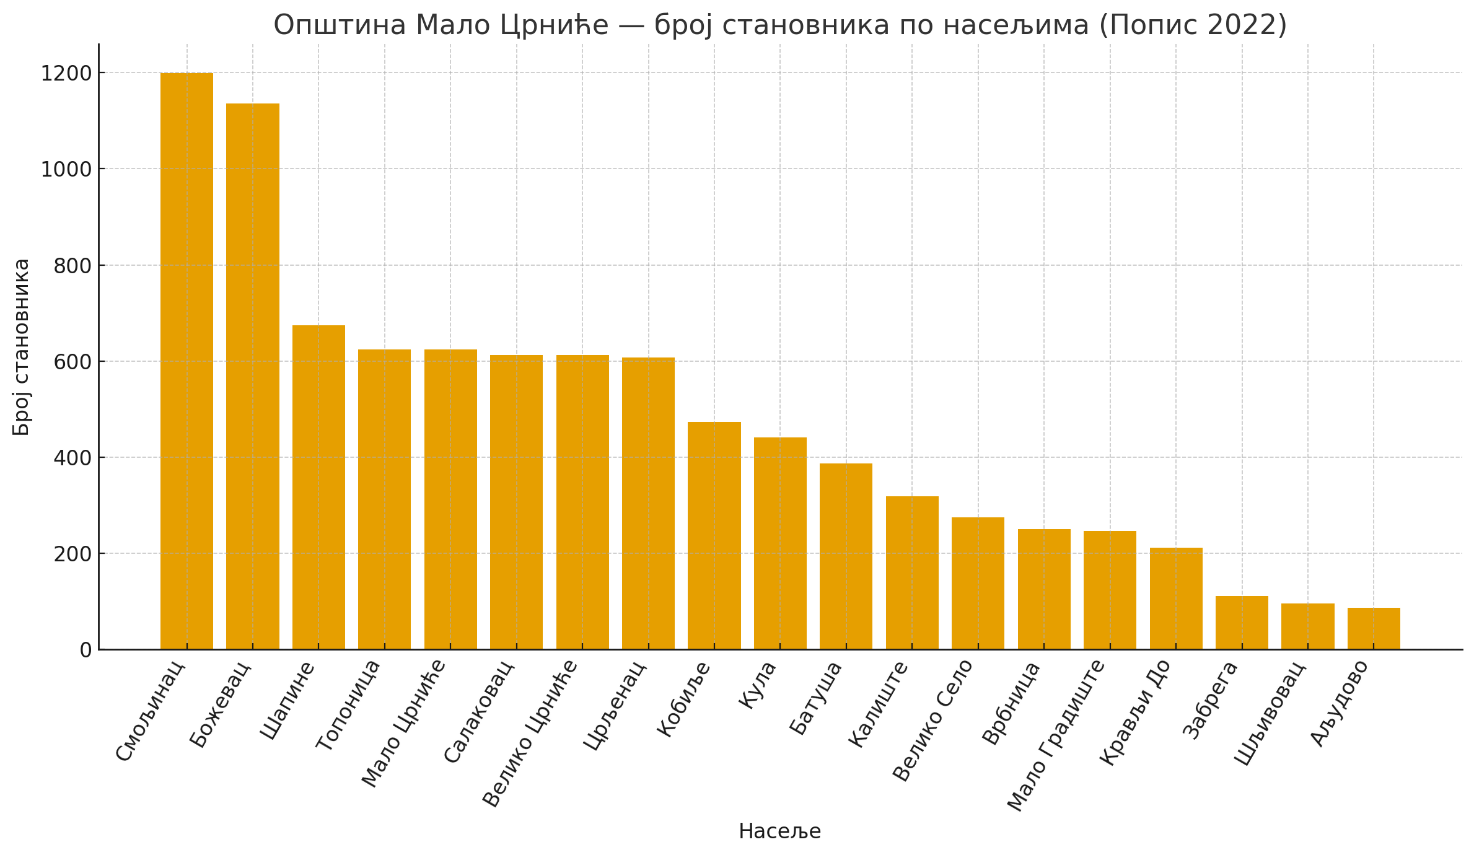 Општина Мало Црниће — број становника по насељима (Попис 2022)
Број становника
1200
1000
800
600
400
200
0
Смољинац
Божевац
Шапине
Топоница
Мало Црниће
Салаковац
Велико Црниће
Црљенац
Кобиље
Кула
Батуша
Калиште
Велико Село
Врбница
Мало Градиште
Крављи До
Забрега
Шљивовац
Аљудово
Насеље